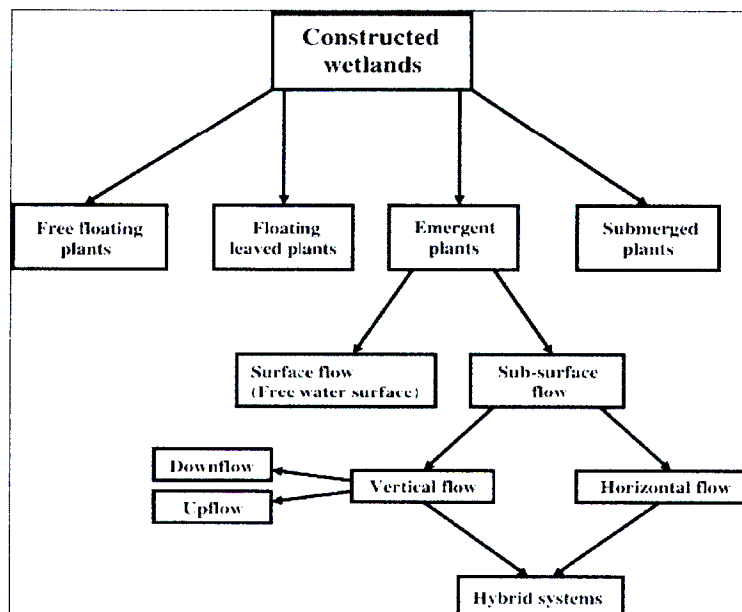 Constructed
wetlands
Free floating
plants
Floating
leaved plants
Emergent
plants
Submerged
plants
Surface flow
(Free water surface)
Sub-surface
flow
Downflow
Upflow
Vertical flow
Horizontal flow
Hybrid systems